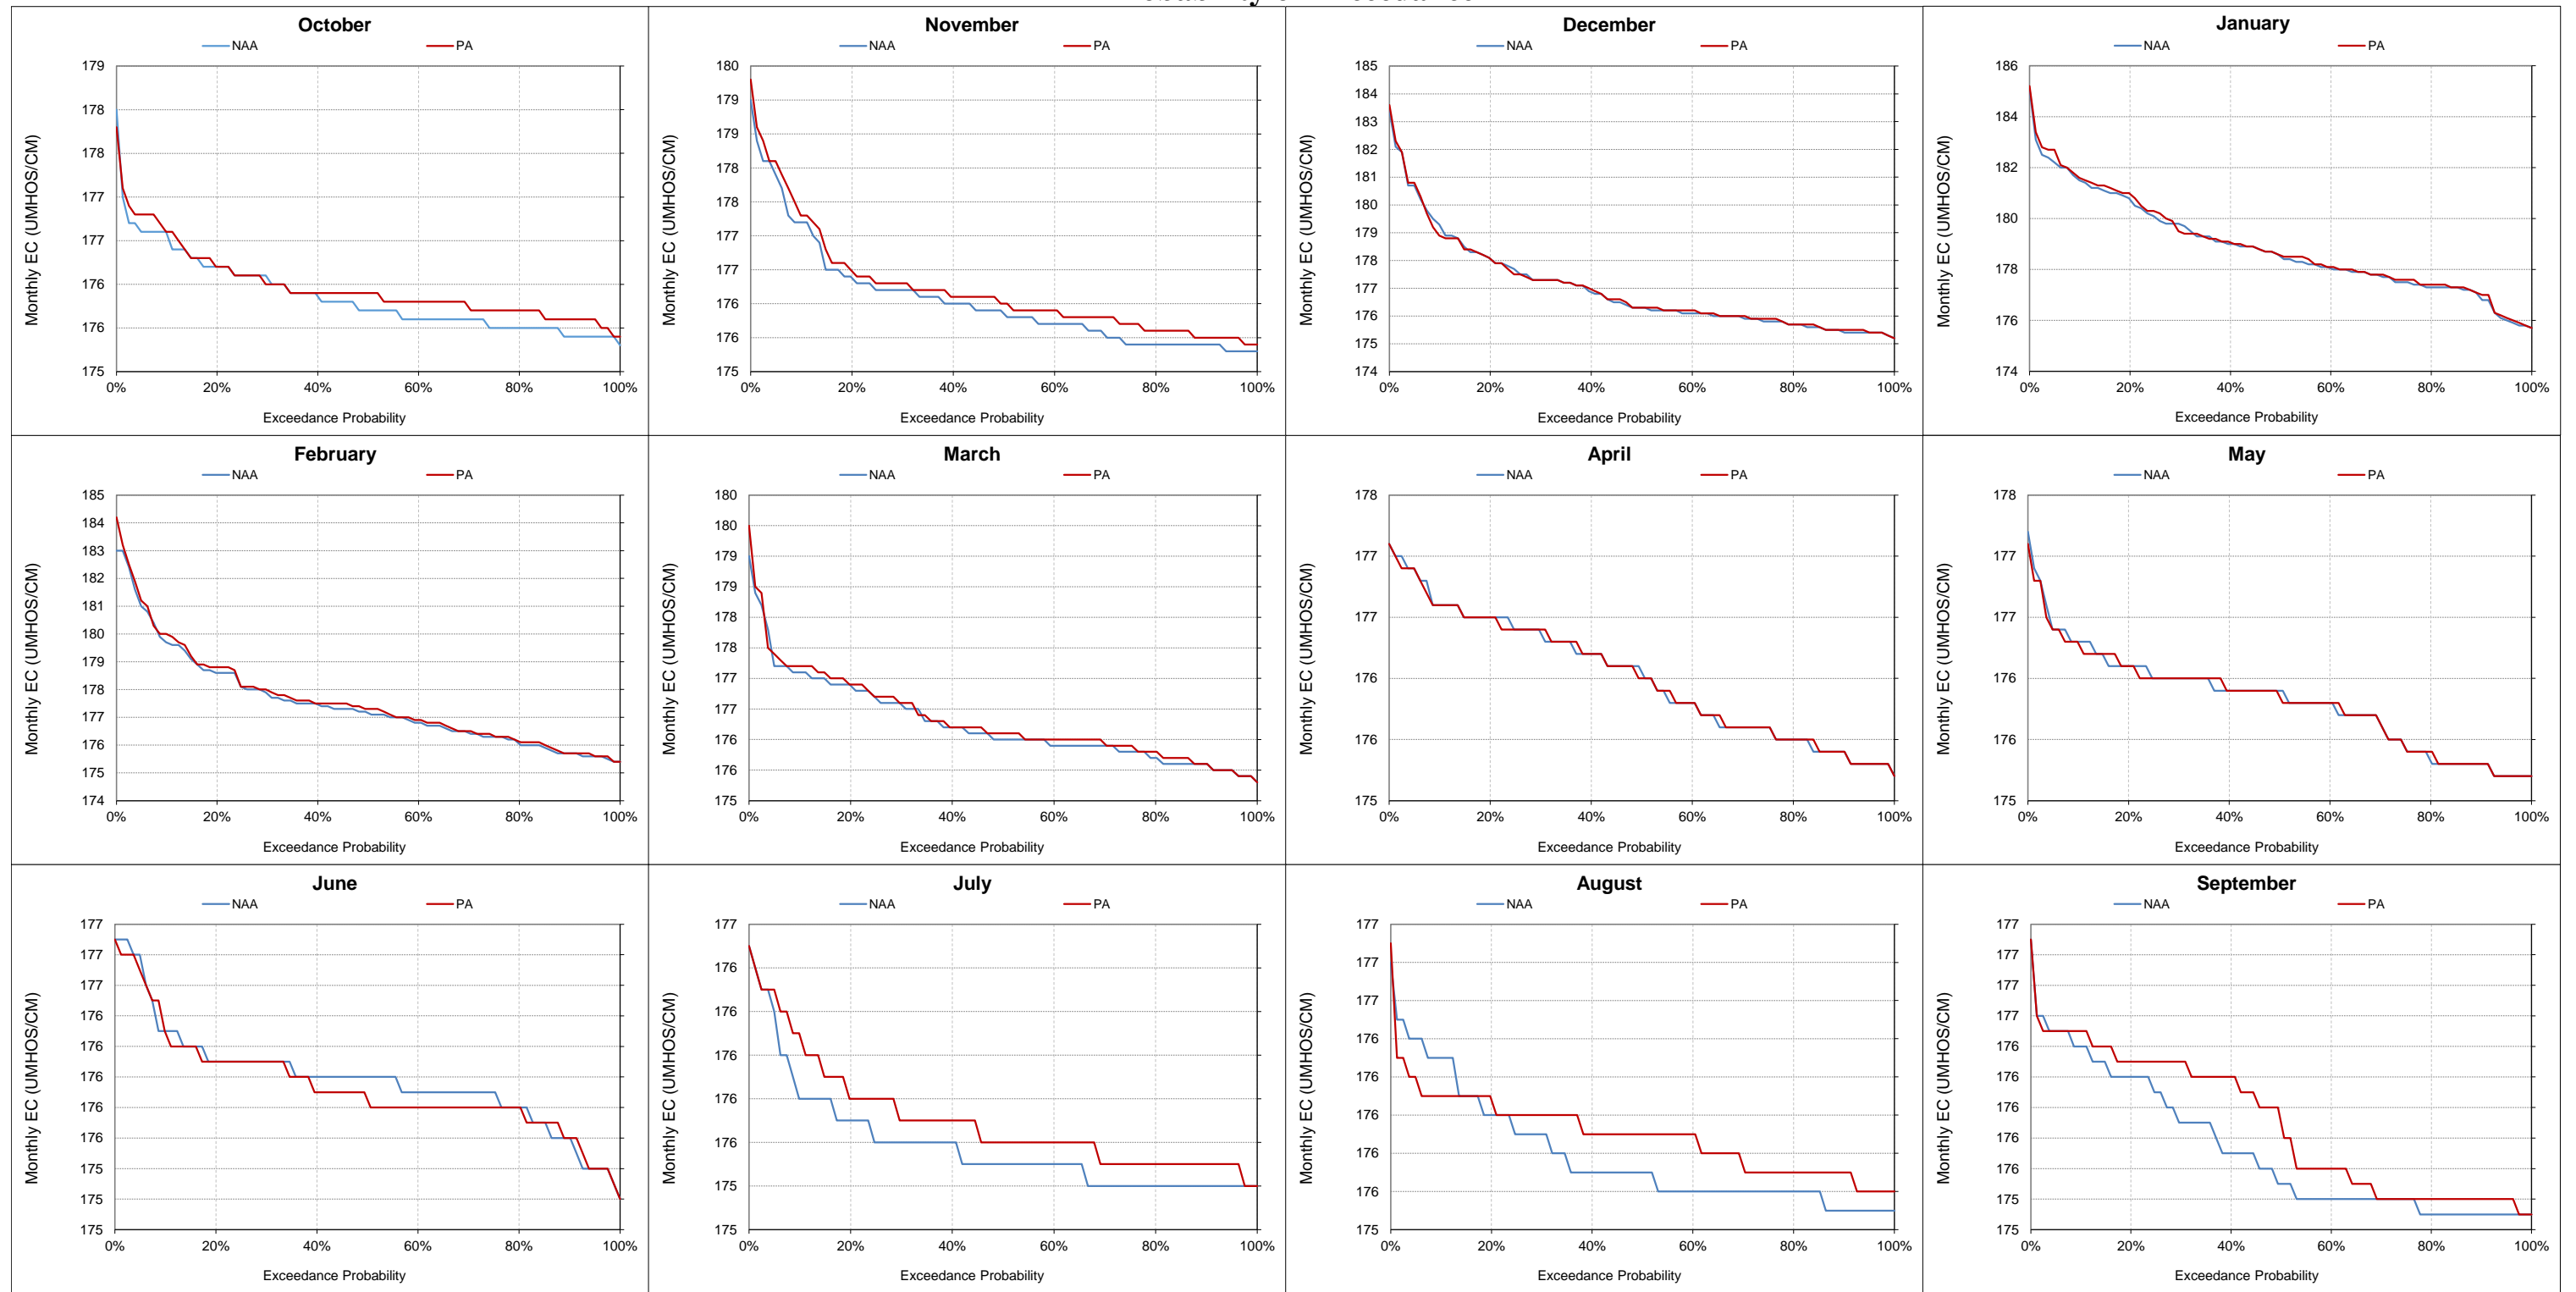 October
NAA PA
179
178
178
177
177
176
176
175
0% 20% 40% 60% 80% 100%
Monthly EC (UMHOS/CM)
Exceedance Probability
November
NAA PA
180
179
179
178
178
177
177
176
176
175
0% 20% 40% 60% 80% 100%
Monthly EC (UMHOS/CM)
Exceedance Probability
December
NAA PA
185
184
183
182
181
180
179
178
177
176
175
174
0% 20% 40% 60% 80% 100%
Monthly EC (UMHOS/CM)
Exceedance Probability
January
NAA PA
186
184
182
180
178
176
174
0% 20% 40% 60% 80% 100%
Monthly EC (UMHOS/CM)
Exceedance Probability
February
NAA PA
185
184
183
182
181
180
179
178
177
176
175
174
0% 20% 40% 60% 80% 100%
Monthly EC (UMHOS/CM)
Exceedance Probability
March
NAA PA
180
180
179
179
178
178
177
177
176
176
175
0% 20% 40% 60% 80% 100%
Monthly EC (UMHOS/CM)
Exceedance Probability
April
NAA PA
178
177
177
176
176
175
0% 20% 40% 60% 80% 100%
Monthly EC (UMHOS/CM)
Exceedance Probability
May
NAA PA
178
177
177
176
176
175
0% 20% 40% 60% 80% 100%
Monthly EC (UMHOS/CM)
Exceedance Probability
June
NAA PA
177
177
177
176
176
176
176
176
175
175
175
0% 20% 40% 60% 80% 100%
Monthly EC (UMHOS/CM)
Exceedance Probability
July
NAA PA
177
176
176
176
176
176
175
175
0% 20% 40% 60% 80% 100%
Monthly EC (UMHOS/CM)
Exceedance Probability
August
NAA PA
177
177
177
176
176
176
176
176
175
0% 20% 40% 60% 80% 100%
Monthly EC (UMHOS/CM)
Exceedance Probability
September
NAA PA
177
177
177
177
176
176
176
176
176
175
175
0% 20% 40% 60% 80% 100%
Monthly EC (UMHOS/CM)
Exceedance Probability